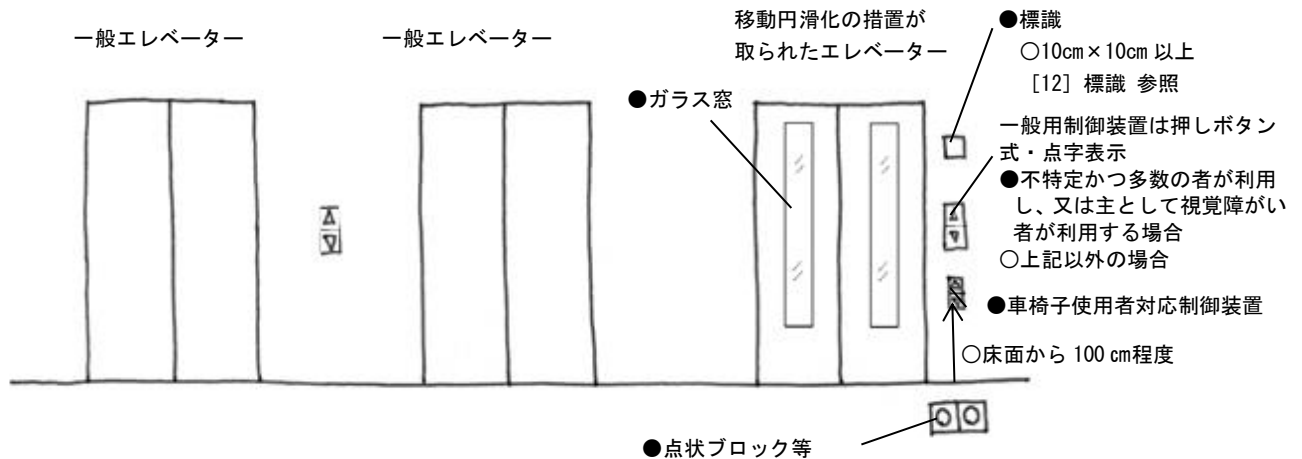 一般エレベーター
一般エレベーター
移動円滑化の措置が
取られたエレベーター
●標識
○10cm×10cm 以上
[12] 標識 参照
●ガラス窓
一般用制御装置は押しボタン
式・点字表示
●不特定かつ多数の者が利用
し、又は主として視覚障がい
者が利用する場合
○上記以外の場合
●車椅子使用者対応制御装置
○床面から 100 ㎝程度
●点状ブロック等